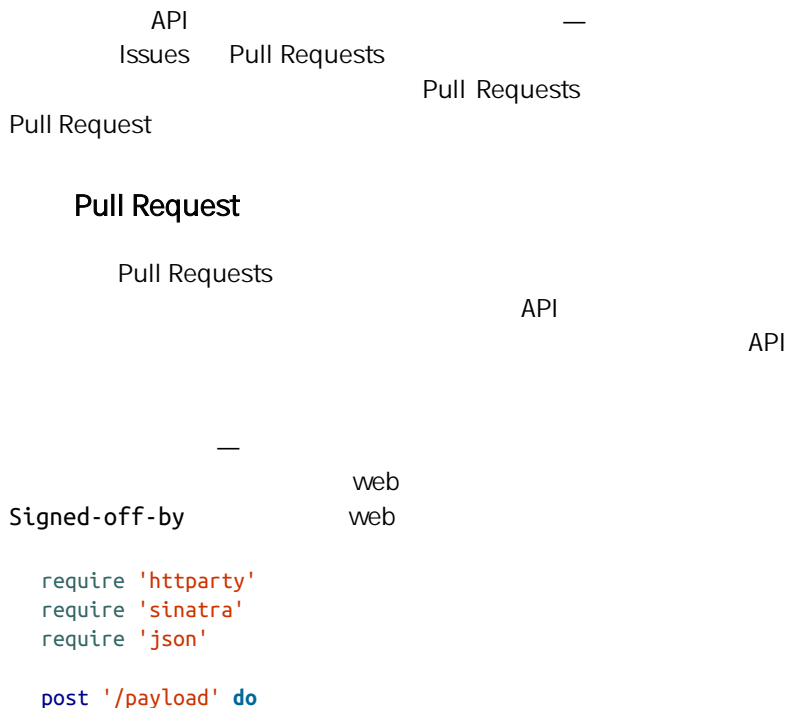 API —
Issues Pull Requests
Pull Requests
Pull Request
Pull Request
Pull Requests
API
API
—
web
Signed-off-by web
require 'httparty'
require 'sinatra'
require 'json'
post '/payload' do